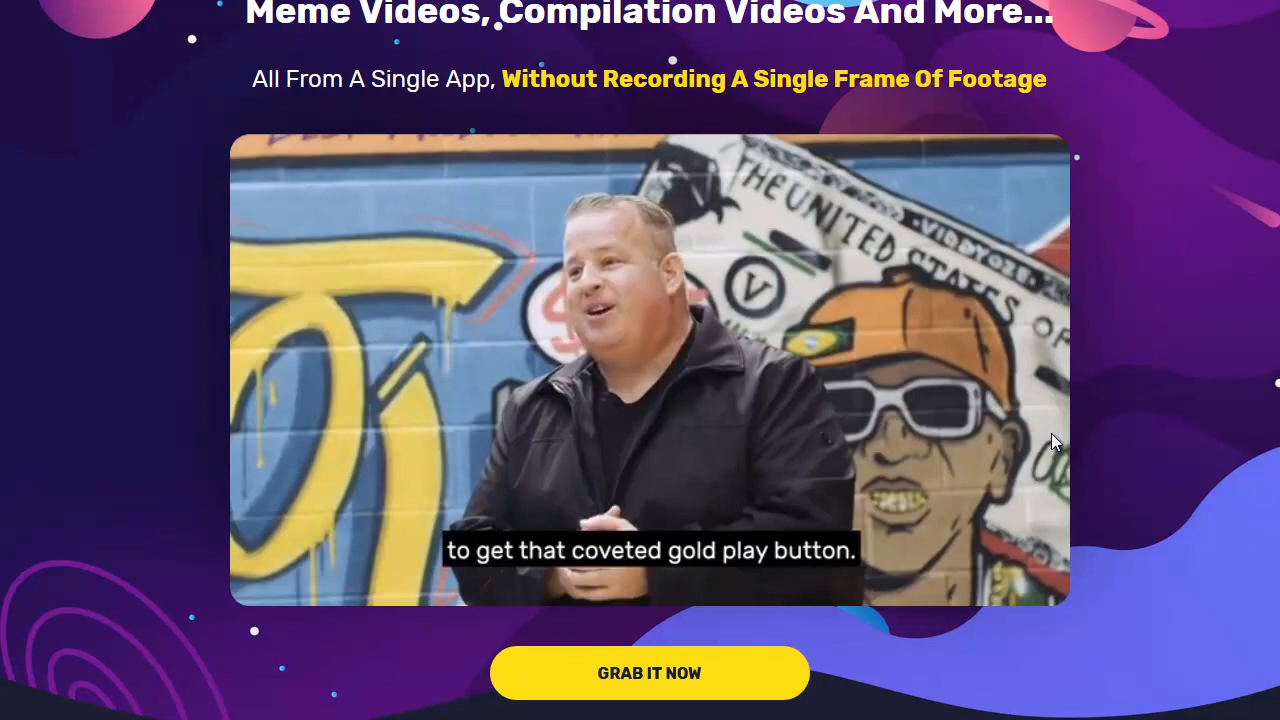 Meme Videos, Compilation Videos And More...
All From A Single App, Without Recording A Single Frame Of Footage
THE UNITED STATES OF
VIDDYOZE
V
to get that coveted gold play button.
GRAB IT NOW